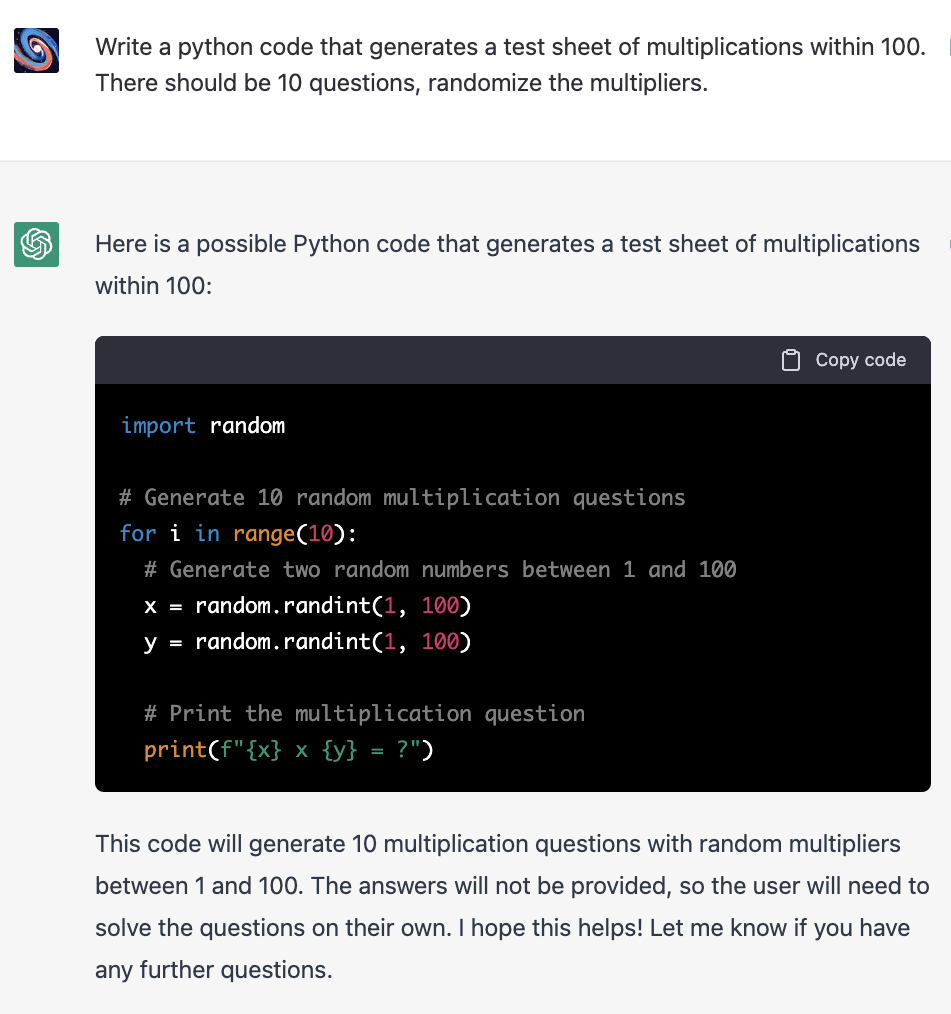 Write a python code that generates a test sheet of multiplications within 100.
There should be 10 questions, randomize the multipliers.
Here is a possible Python code that generates a test sheet of multiplications
within 100:
Copy code
import random
# Generate 10 random multiplication questions
for i in range(10):
  # Generate two random numbers between 1 and 100
  x = random.randint(1, 100)
  y = random.randint(1, 100)
  # Print the multiplication question
  print(f"{x} x {y} = ?")
This code will generate 10 multiplication questions with random multipliers
between 1 and 100. The answers will not be provided, so the user will need to
solve the questions on their own. I hope this helps! Let me know if you have
any further questions.